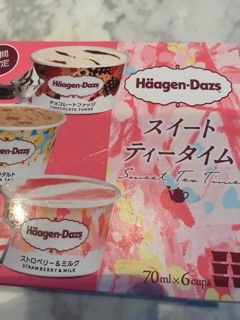 Häagen-Dazs
チョコレートファッジ
CHOCOLATE FUDGE
Häagen-Dazs
スイート
ティータイム
Sweet Tea Time
Häagen-Dazs
ストロベリー&ミルク
STRAWBERRY & MILK
70ml×6cups